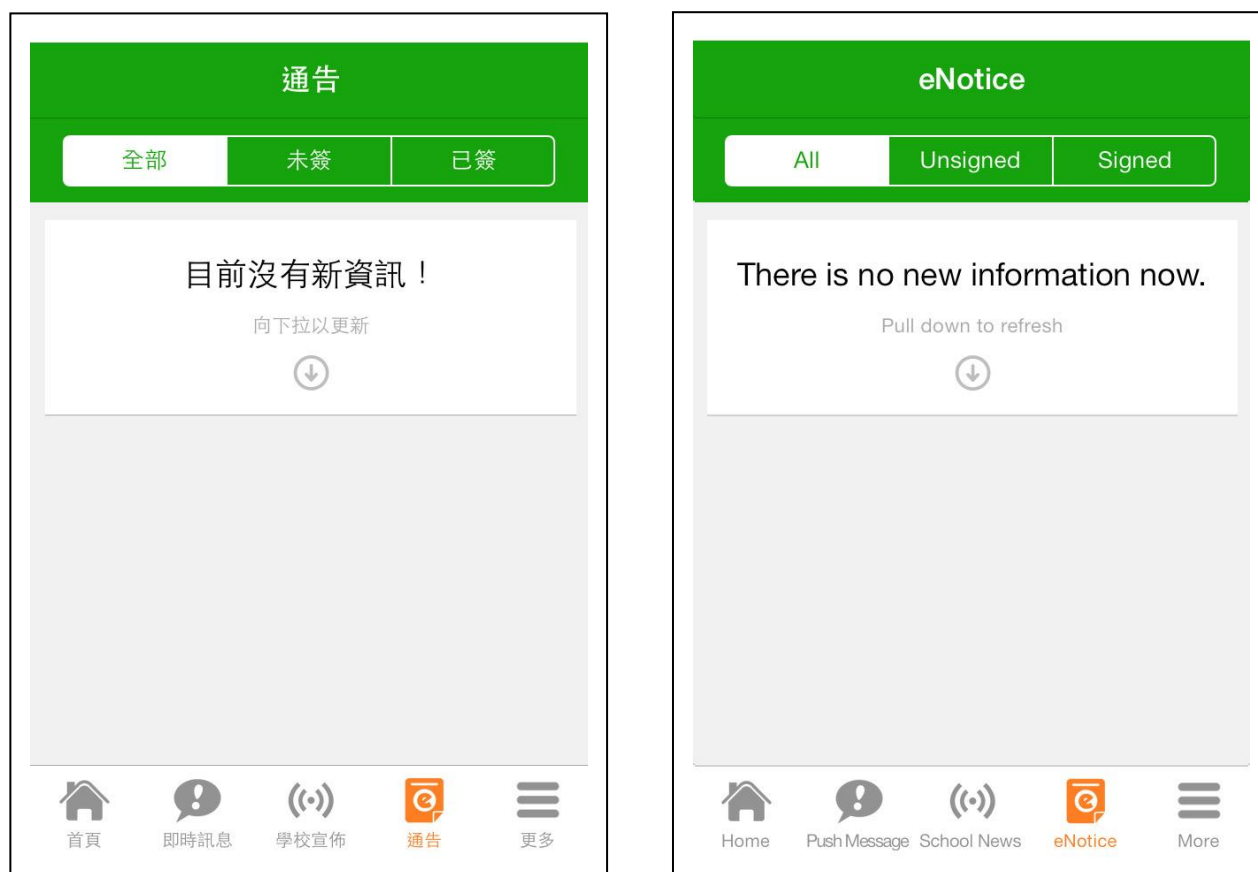 通告
全部 未簽 已簽
目前沒有新資訊！
向下拉以更新
首頁 即時訊息 學校宣佈 通告 更多
eNotice
All Unsigned Signed
There is no new information now.
Pull down to refresh
Home Push Message School News eNotice More